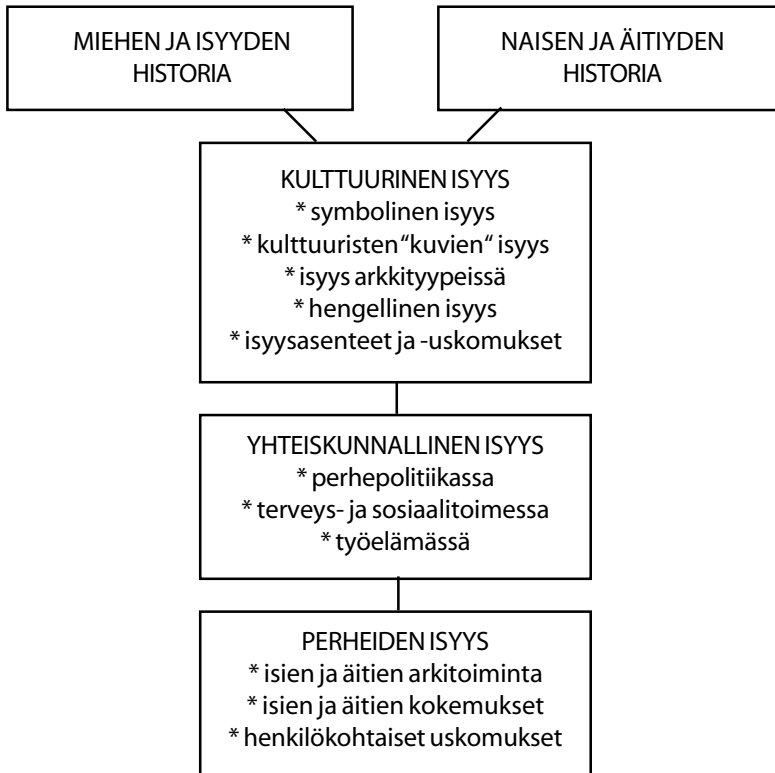 MIEHEN JA ISYYDEN
HISTORIA
NAISEN JA ÄITIYDEN
HISTORIA
KULTTUURINEN ISYYS
* symbolinen isyys
* kulttuuristen “kuvien“ isyys
* isyys arkkityypeissä
* hengellinen isyys
* isyysasenteet ja -uskomukset
YHTEISKUNNALLINEN ISYYS
* perhepolitiikassa
* terveys- ja sosiaalitoimessa
* työelämässä
PERHEIDEN ISYYS
* isien ja äitien arkitoiminta
* isien ja äitien kokemukset
* henkilökohtaiset uskomukset